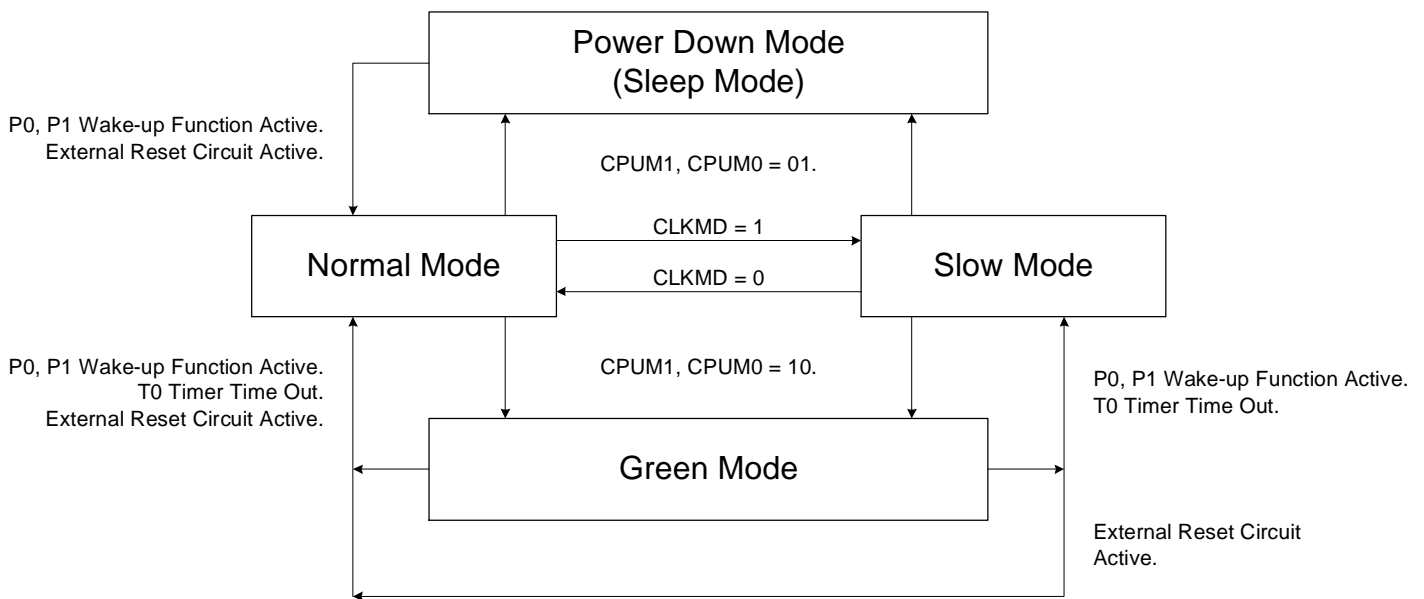 Power Down Mode
(Sleep Mode)
P0, P1 Wake-up Function Active.
External Reset Circuit Active.
CPUM1, CPUM0 = 01.
CLKMD = 1
Normal Mode
Slow Mode
CLKMD = 0
P0, P1 Wake-up Function Active.
T0 Timer Time Out.
External Reset Circuit Active.
CPUM1, CPUM0 = 10.
P0, P1 Wake-up Function Active.
T0 Timer Time Out.
Green Mode
External Reset Circuit
Active.